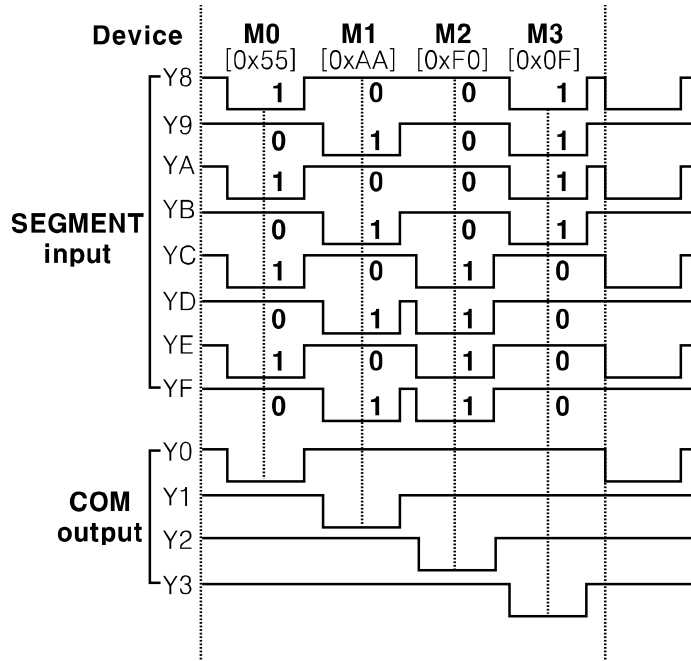 Device M0 M1 M2 M3
[0x55] [0xAA] [0xF0] [0x0F]
Y8 1 0 0 1
Y9 0 1 0 1
YA 1 0 0 1
YB 0 1 0 1
SEGMENT
input
YC 1 0 1 0
YD 0 1 1 0
YE 1 0 1 0
YF 0 1 1 0
Y0
Y1
COM
output
Y2
Y3